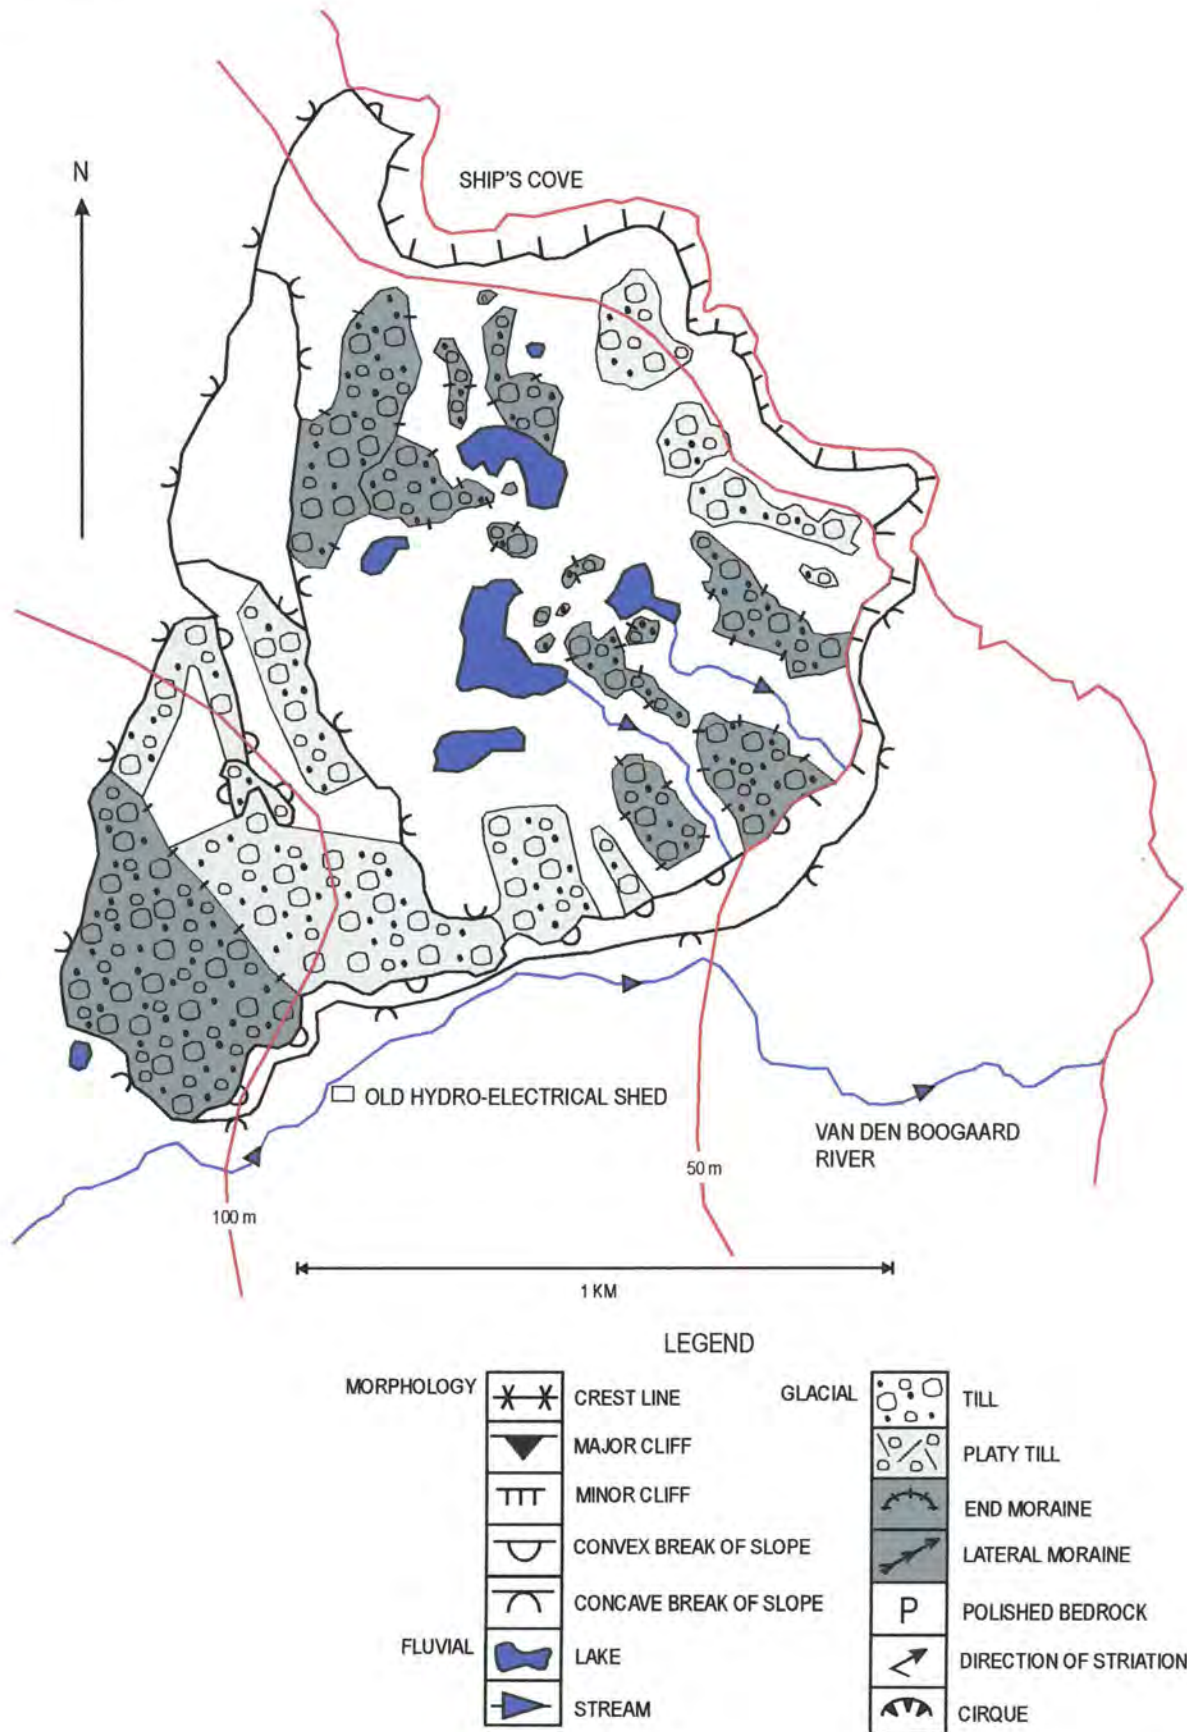 N
SHIP'S COVE
OLD HYDRO-ELECTRICAL SHED
VAN DEN BOOGAARD
RIVER
50 m
100 m
1 KM
LEGEND
MORPHOLOGY
CREST LINE
MAJOR CLIFF
MINOR CLIFF
CONVEX BREAK OF SLOPE
CONCAVE BREAK OF SLOPE
FLUVIAL
LAKE
STREAM
GLACIAL
TILL
PLATY TILL
END MORAINE
LATERAL MORAINE
P
POLISHED BEDROCK
DIRECTION OF STRIATION
CIRQUE